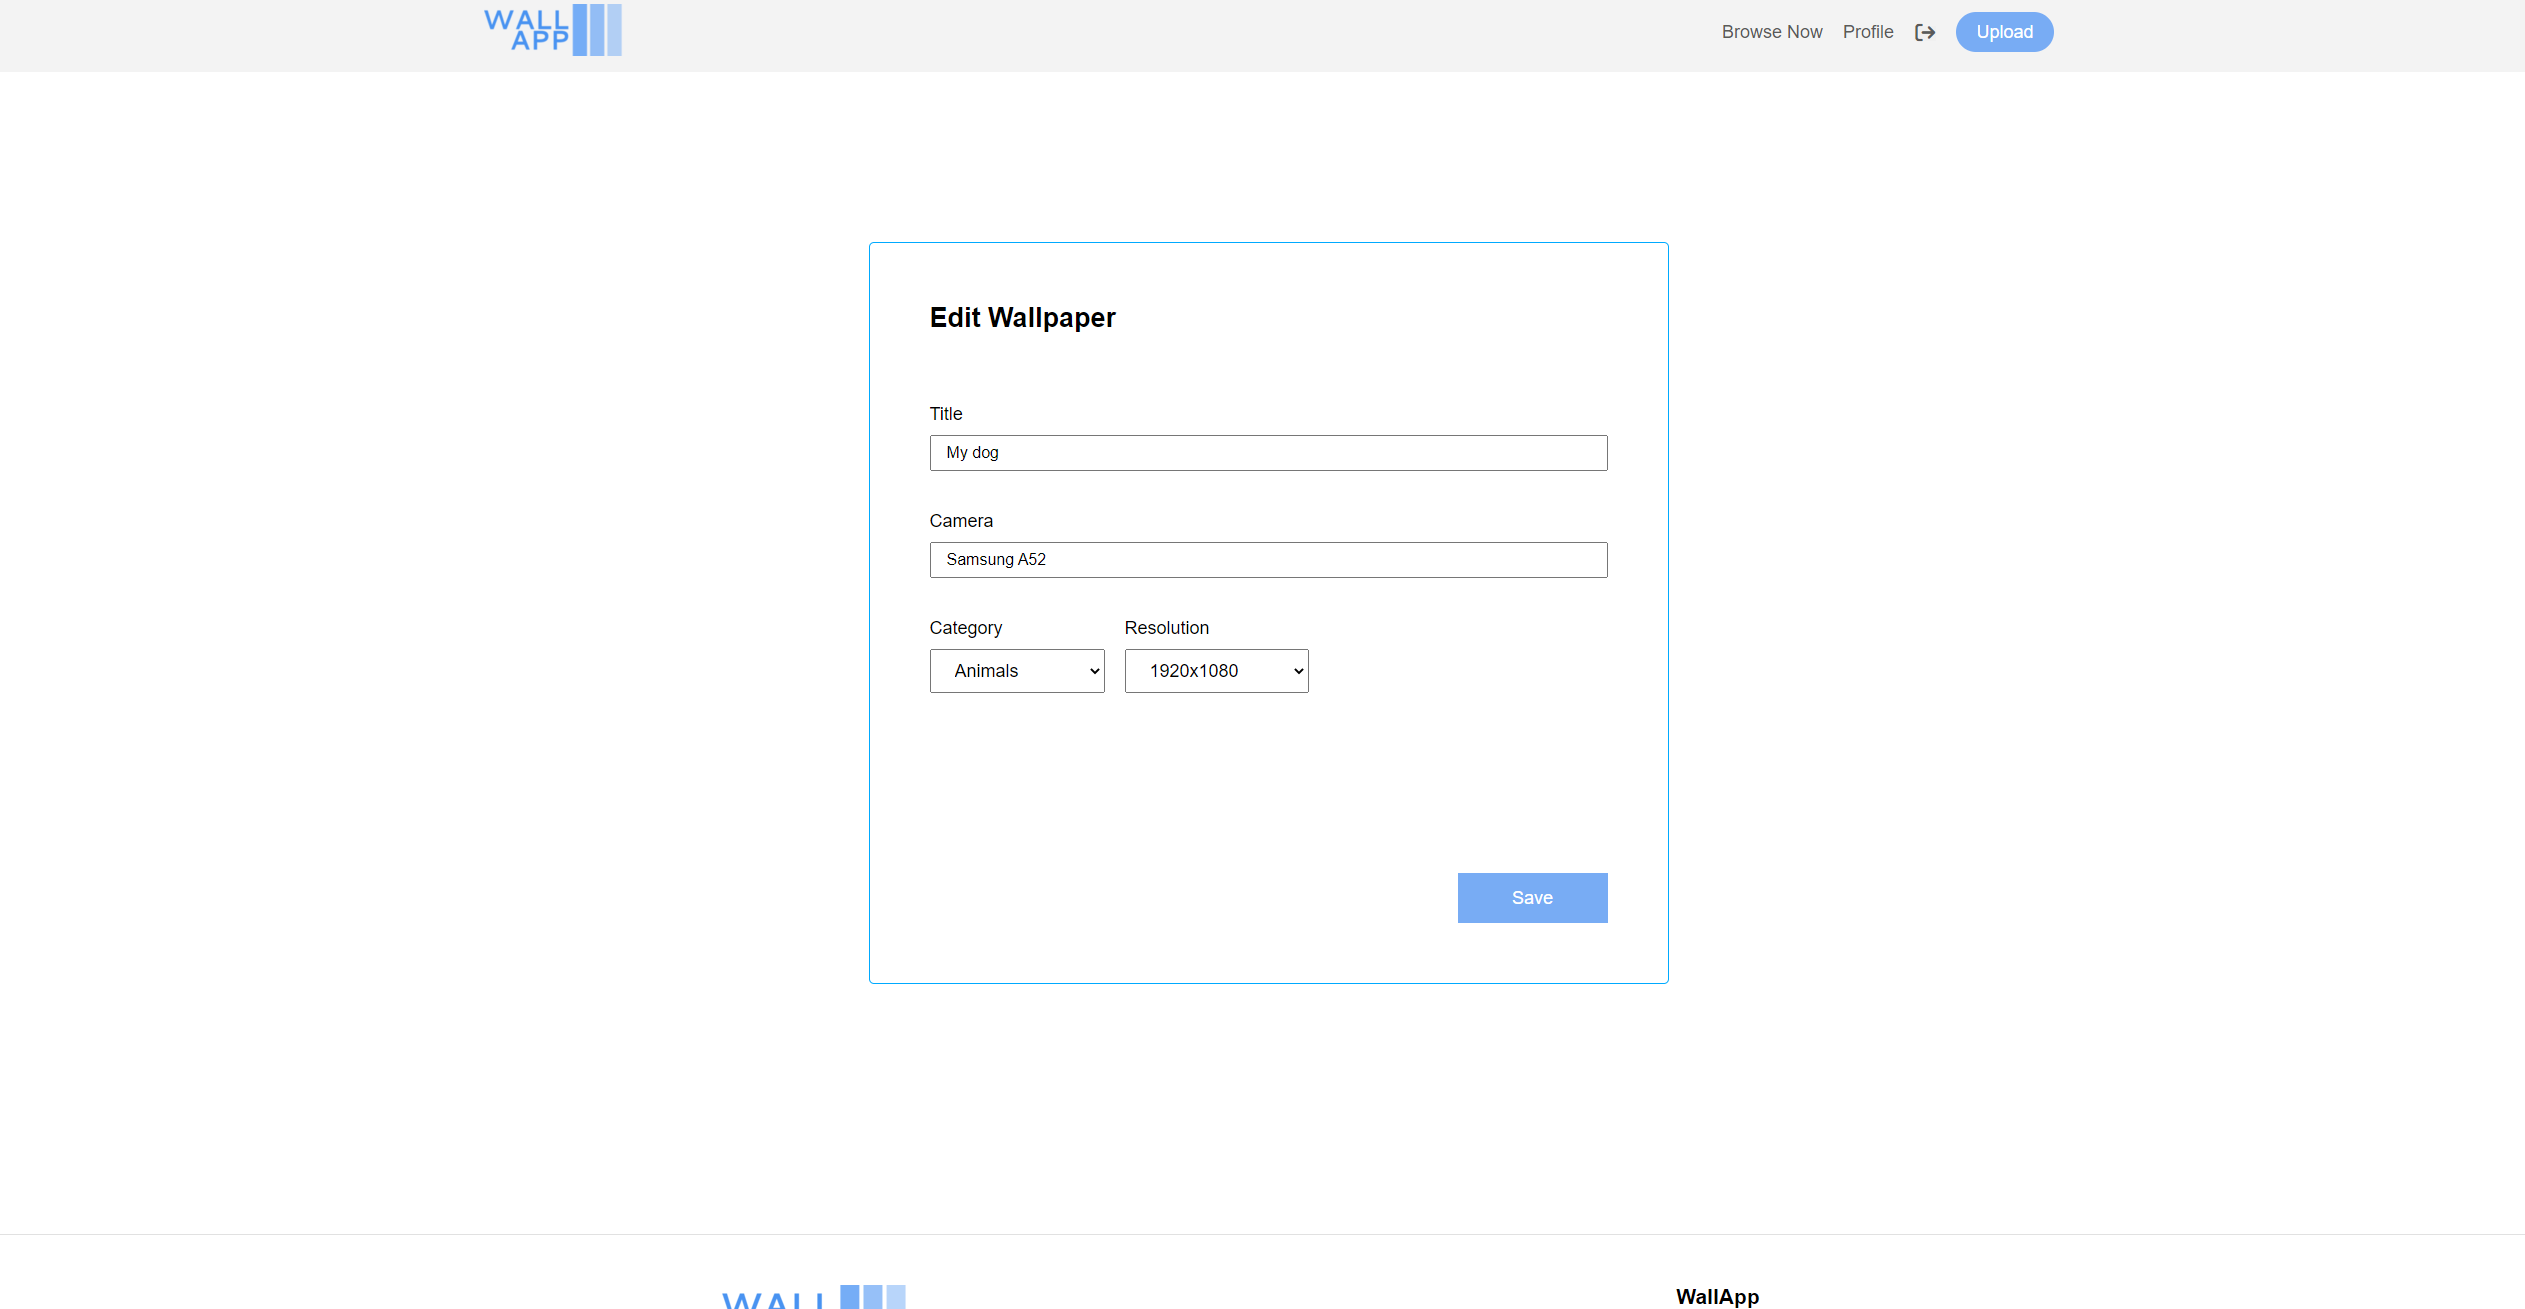 WALL
APP
Browse Now
Profile
Upload
Edit Wallpaper
Title
My dog
Camera
Samsung A52
Category
Resolution
Animals
1920x1080
Save
WALL
WallApp